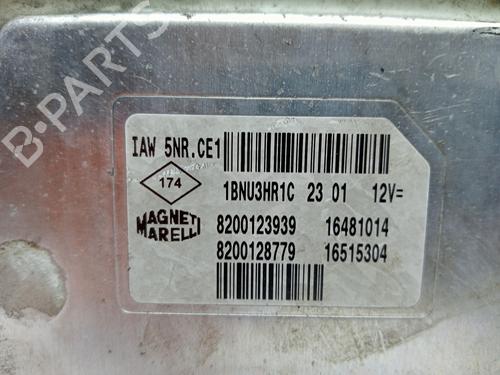 B-PARTS
IAW 5NR.CE1
174
1BNU3HR1C 23 01 12V=
MAGNETI MARELLI
8200123939 16481014
8200128779 16515304